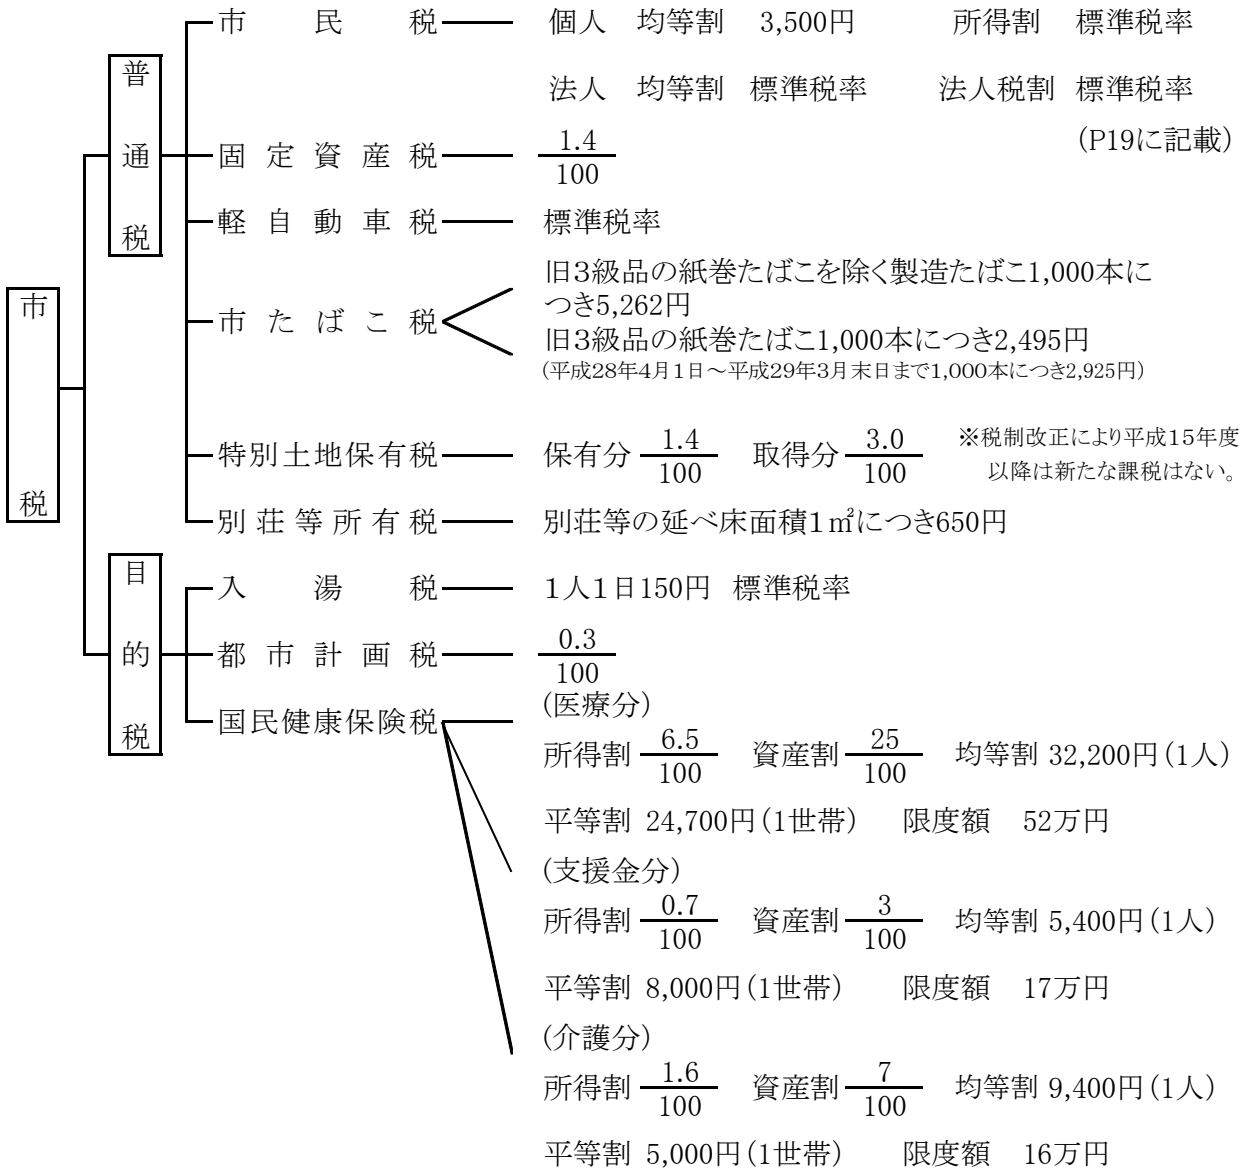 市税
普通税
市民税 個人 均等割 3,500円 所得割 標準税率
法人 均等割 標準税率 法人税割 標準税率
(P19に記載)
固定資産税 1.4/100
軽自動車税 標準税率
市たばこ税 旧3級品の紙巻たばこを除く製造たばこ1,000本に
つき5,262円
旧3級品の紙巻たばこ1,000本につき2,495円
(平成28年4月1日～平成29年3月末日まで1,000本につき2,925円)
特別土地保有税 保有分 1.4/100 取得分 3.0/100 ※税制改正により平成15年度
以降は新たな課税はない。
別荘等所有税 別荘等の延べ床面積1㎡につき650円
目的税
入湯税 1人1日150円 標準税率
都市計画税 0.3/100
国民健康保険税 (医療分)
所得割 6.5/100 資産割 25/100 均等割 32,200円(1人)
平等割 24,700円(1世帯) 限度額 52万円
(支援金分)
所得割 0.7/100 資産割 3/100 均等割 5,400円(1人)
平等割 8,000円(1世帯) 限度額 17万円
(介護分)
所得割 1.6/100 資産割 7/100 均等割 9,400円(1人)
平等割 5,000円(1世帯) 限度額 16万円